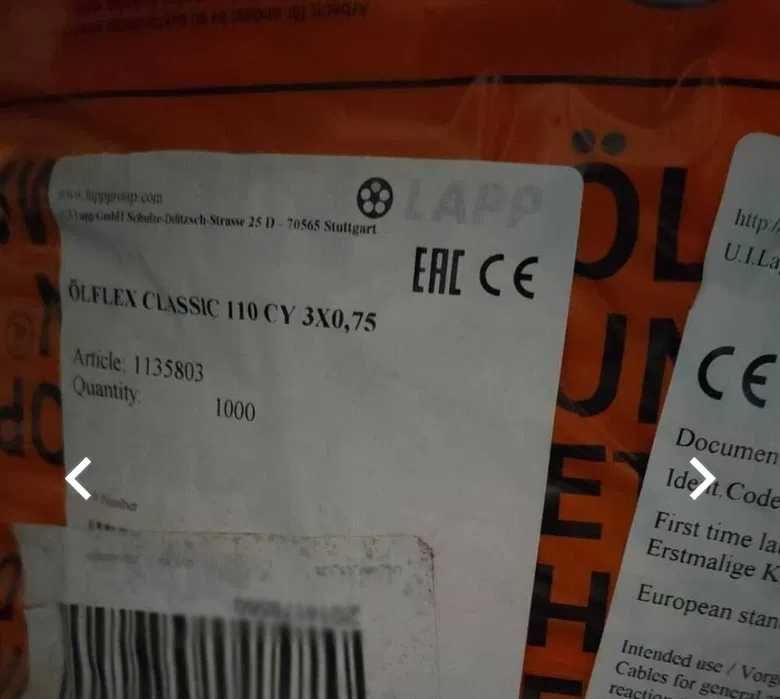 www.lappgroup.com
LAPP
GmbH Schulze-Delitzsch-Strasse 25 D - 70565 Stuttgart
EAC CE
ÖLFLEX CLASSIC 110 CY 3X0,75
Article: 1135803
Quantity:
1000
Number
ÖL
UN
E
H
http:/
U.I.La
CE
Documen
Ident.Code
First time la
Erstmalige K
European stan
Intended use / Vorg
Cables for general
reaction